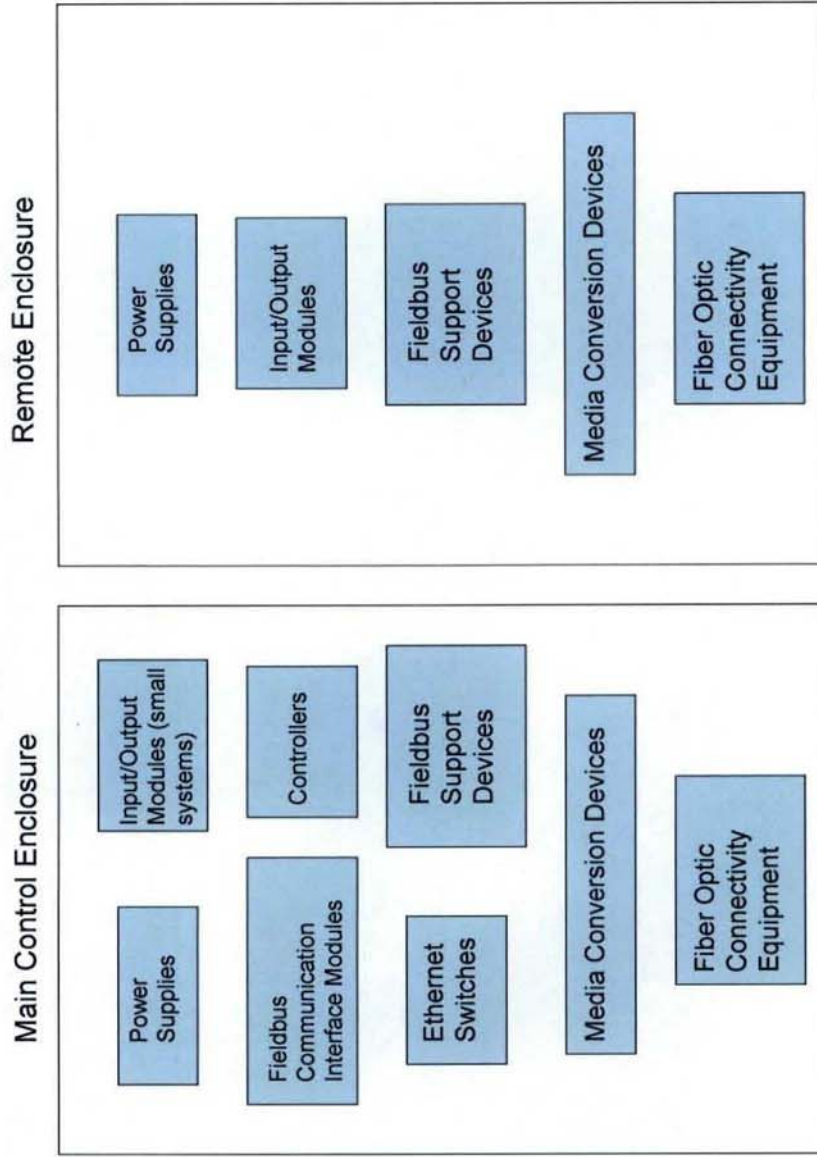 Main Control Enclosure
Power
Supplies
Input/Output
Modules (small
systems)
Fieldbus
Communication
Interface Modules
Controllers
Ethernet
Switches
Fieldbus
Support
Devices
Media Conversion Devices
Fiber Optic
Connectivity
Equipment
Remote Enclosure
Power
Supplies
Input/Output
Modules
Fieldbus
Support
Devices
Media Conversion Devices
Fiber Optic
Connectivity
Equipment